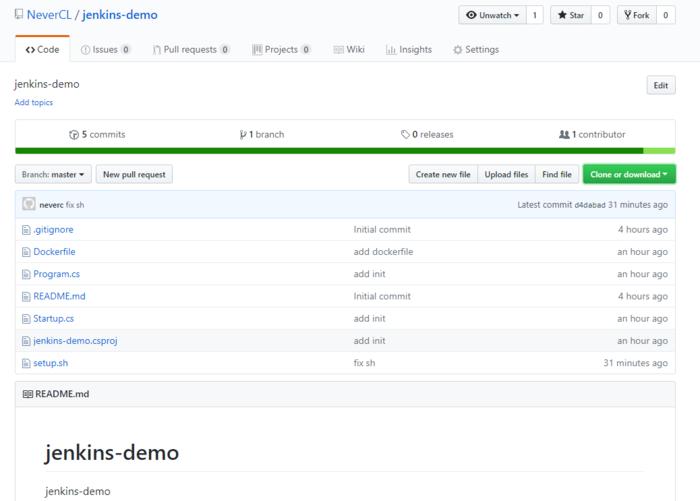 NeverCL / jenkins-demo Unwatch 1 Star 0 Fork 0
Code Issues 0 Pull requests 0 Projects 0 Wiki Insights Settings
jenkins-demo Edit
Add topics
5 commits 1 branch 0 releases 1 contributor
Branch: master New pull request Create new file Upload files Find file Clone or download
neverc fix sh Latest commit d4dabad 31 minutes ago
.gitignore Initial commit 4 hours ago
Dockerfile add dockerfile an hour ago
Program.cs add init an hour ago
README.md Initial commit 4 hours ago
Startup.cs add init an hour ago
jenkins-demo.csproj add init an hour ago
setup.sh fix sh 31 minutes ago
README.md
jenkins-demo
jenkins-demo